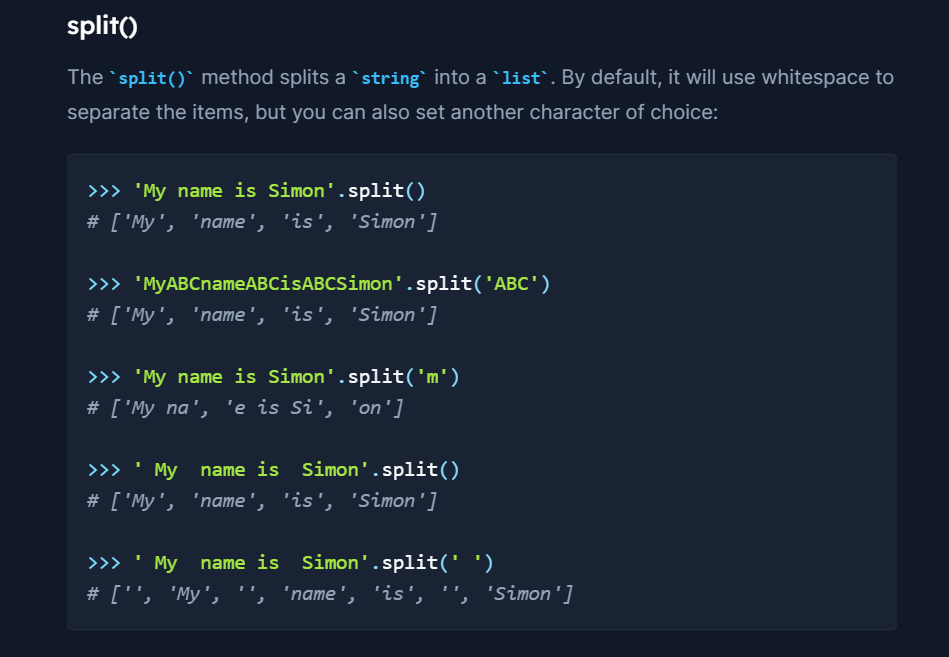 split()
The `split()` method splits a `string` into a `list`. By default, it will use whitespace to
separate the items, but you can also set another character of choice:
>>> 'My name is Simon'.split()
# ['My', 'name', 'is', 'Simon']
>>> 'MyABCnameABCisABCSimon'.split('ABC')
# ['My', 'name', 'is', 'Simon']
>>> 'My name is Simon'.split('m')
# ['My na', 'e is Si', 'on']
>>> ' My  name is  Simon'.split()
# ['My', 'name', 'is', 'Simon']
>>> ' My  name is  Simon'.split(' ')
# ['', 'My', '', 'name', 'is', '', 'Simon']